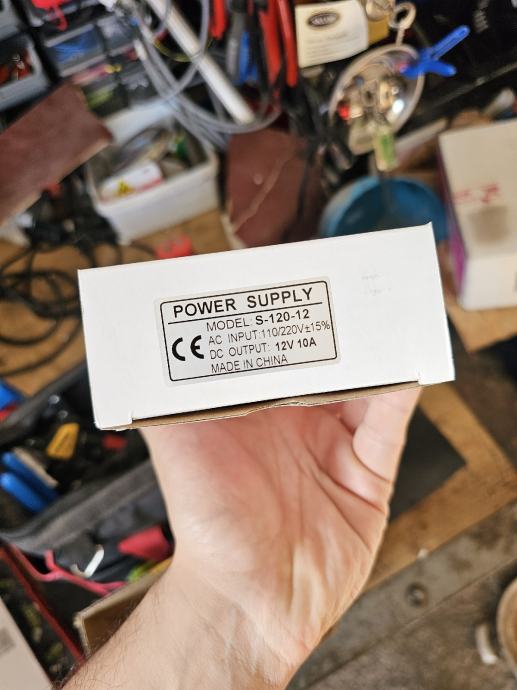 POWER SUPPLY
MODEL: S-120-12
AC INPUT:110/220V±15%
CE
DC OUTPUT: 12V 10A
MADE IN CHINA